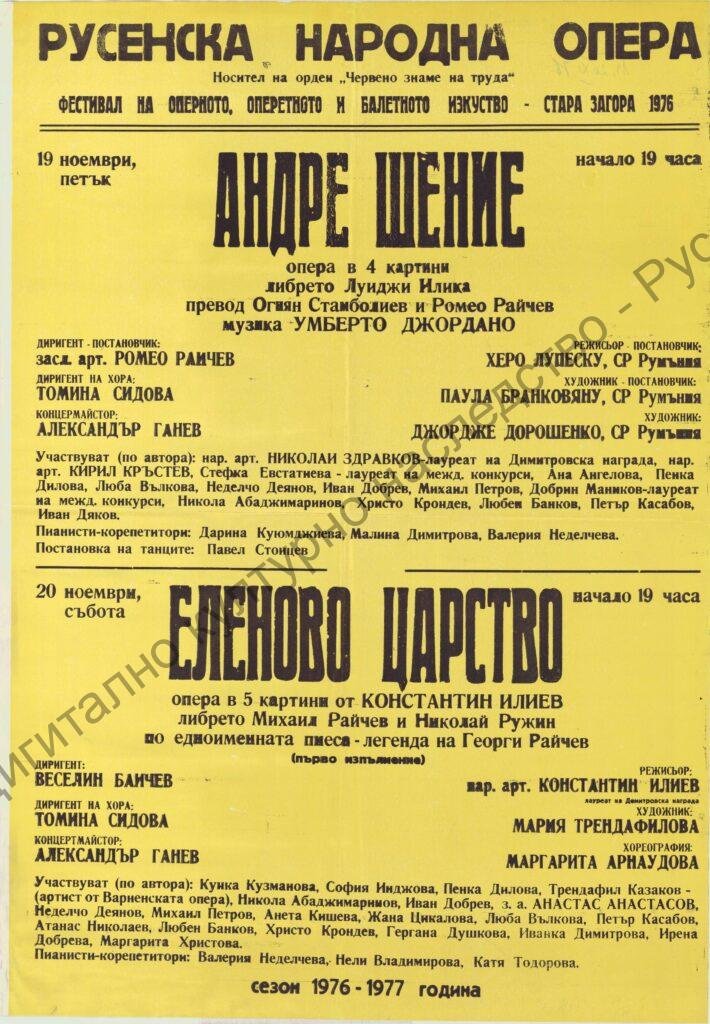 РУСЕНСКА НАРОДНА ОПЕРА
Носител на орден „Червено знаме на труда“
ФЕСТИВАЛ НА ОПЕРНОТО, ОПЕРЕТНОТО И БАЛЕТНОТО ИЗКУСТВО - СТАРА ЗАГОРА 1976
19 ноември,
петък
начало 19 часа
АНДРЕ ШЕНИЕ
опера в 4 картини
либрето Луиджи Илика
превод Огнян Стамболиев и Ромео Райчев
музика УМБЕРТО ДЖОРДАНО
ДИРИГЕНТ-ПОСТАНОВЧИК:
засл. арт. РОМЕО РАИЧЕВ
ДИРИГЕНТ НА ХОРА:
ТОМИНА СИДОВА
КОНЦЕРМАЙСТОР:
АЛЕКСАНДЪР ГАНЕВ
РЕЖИСЬОР - ПОСТАНОВЧИК:
ХЕРО ЛУПЕСКУ, СР Румъния
ХУДОЖНИК - ПОСТАНОВЧИК:
ПАУЛА БРАНКОВЯНУ, СР Румъния
ХУДОЖНИК:
ДЖОРДЖЕ ДОРОШЕНКО, СР Румъния
Участвуват (по автора): нар. арт. НИКОЛАИ ЗДРАВКОВ-лауреат на Димитровска награда, нар.
арт. КИРИЛ КРЪСТЕВ, Стефка Евстатиева - лауреат на межд. конкурси, Ана Ангелова, Пенка
Дилова, Люба Вълкова, Неделчо Деянов, Иван Добрев, Михаил Петров, Добрин Маников-лауреат
на межд. конкурси, Никола Абаджимаринов, Христо Крондев, Любен Банков, Петър Касабов,
Иван Дяков.
Пианисти-корепетитори: Дарина Куюмджиева, Малина Димитрова, Валерия Неделчева.
Постановка на танците: Павел Стоицев
20 ноември,
събота
начало 19 часа
ЕЛЕНОВО ЦАРСТВО
опера в 5 картини от КОНСТАНТИН ИЛИЕВ
либрето Михаил Райчев и Николай Ружин
по едноименната пиеса-легенда на Георги Райчев
(първо изпълнение)
ДИРИГЕНТ:
ВЕСЕЛИН БАИЧЕВ
ДИРИГЕНТ НА ХОРА:
ТОМИНА СИДОВА
КОНЦЕРТМАЙСТОР:
АЛЕКСАНДЪР ГАНЕВ
РЕЖИСЬОР:
нар. арт. КОНСТАНТИН ИЛИЕВ
лауреат на Димитровска награда
ХУДОЖНИК:
МАРИЯ ТРЕНДАФИЛОВА
ХОРЕОГРАФИЯ:
МАРГАРИТА АРНАУДОВА
Участвуват (по автора): Кунка Кузманова, София Инджова, Пенка Дилова, Трендафил Казаков -
(артист от Варненската опера), Никола Абаджимаринов, Иван Добрев, з. а. АНАСТАС АНАСТАСОВ,
Неделчо Деянов, Михаил Петров, Анета Кишева, Жана Цикалова, Люба Вълкова, Петър Касабов,
Атанас Николаев, Любен Банков, Христо Крондев, Гергана Душкова, Иванка Димитрова, Ирена
Добрева, Маргарита Христова.
Пианисти-корепетитори: Валерия Неделчева, Нели Владимирова, Катя Тодорова.
сезон 1976-1977 година
дигитално културно наследство - Рус